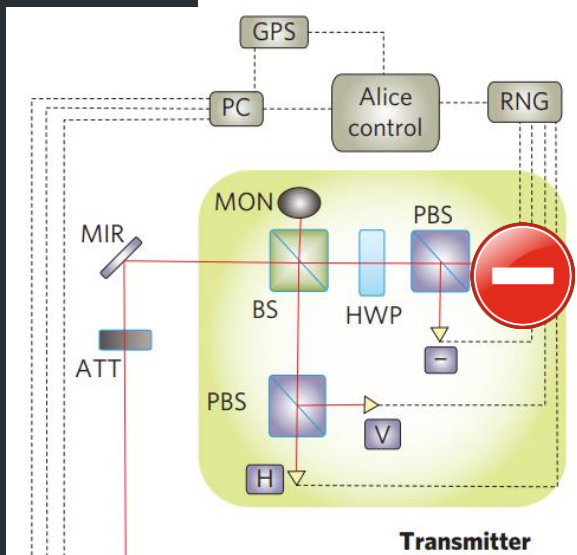 GPS
PC
Alice
control
RNG
MON
PBS
MIR
BS
HWP
ATT
−
PBS
V
H
Transmitter